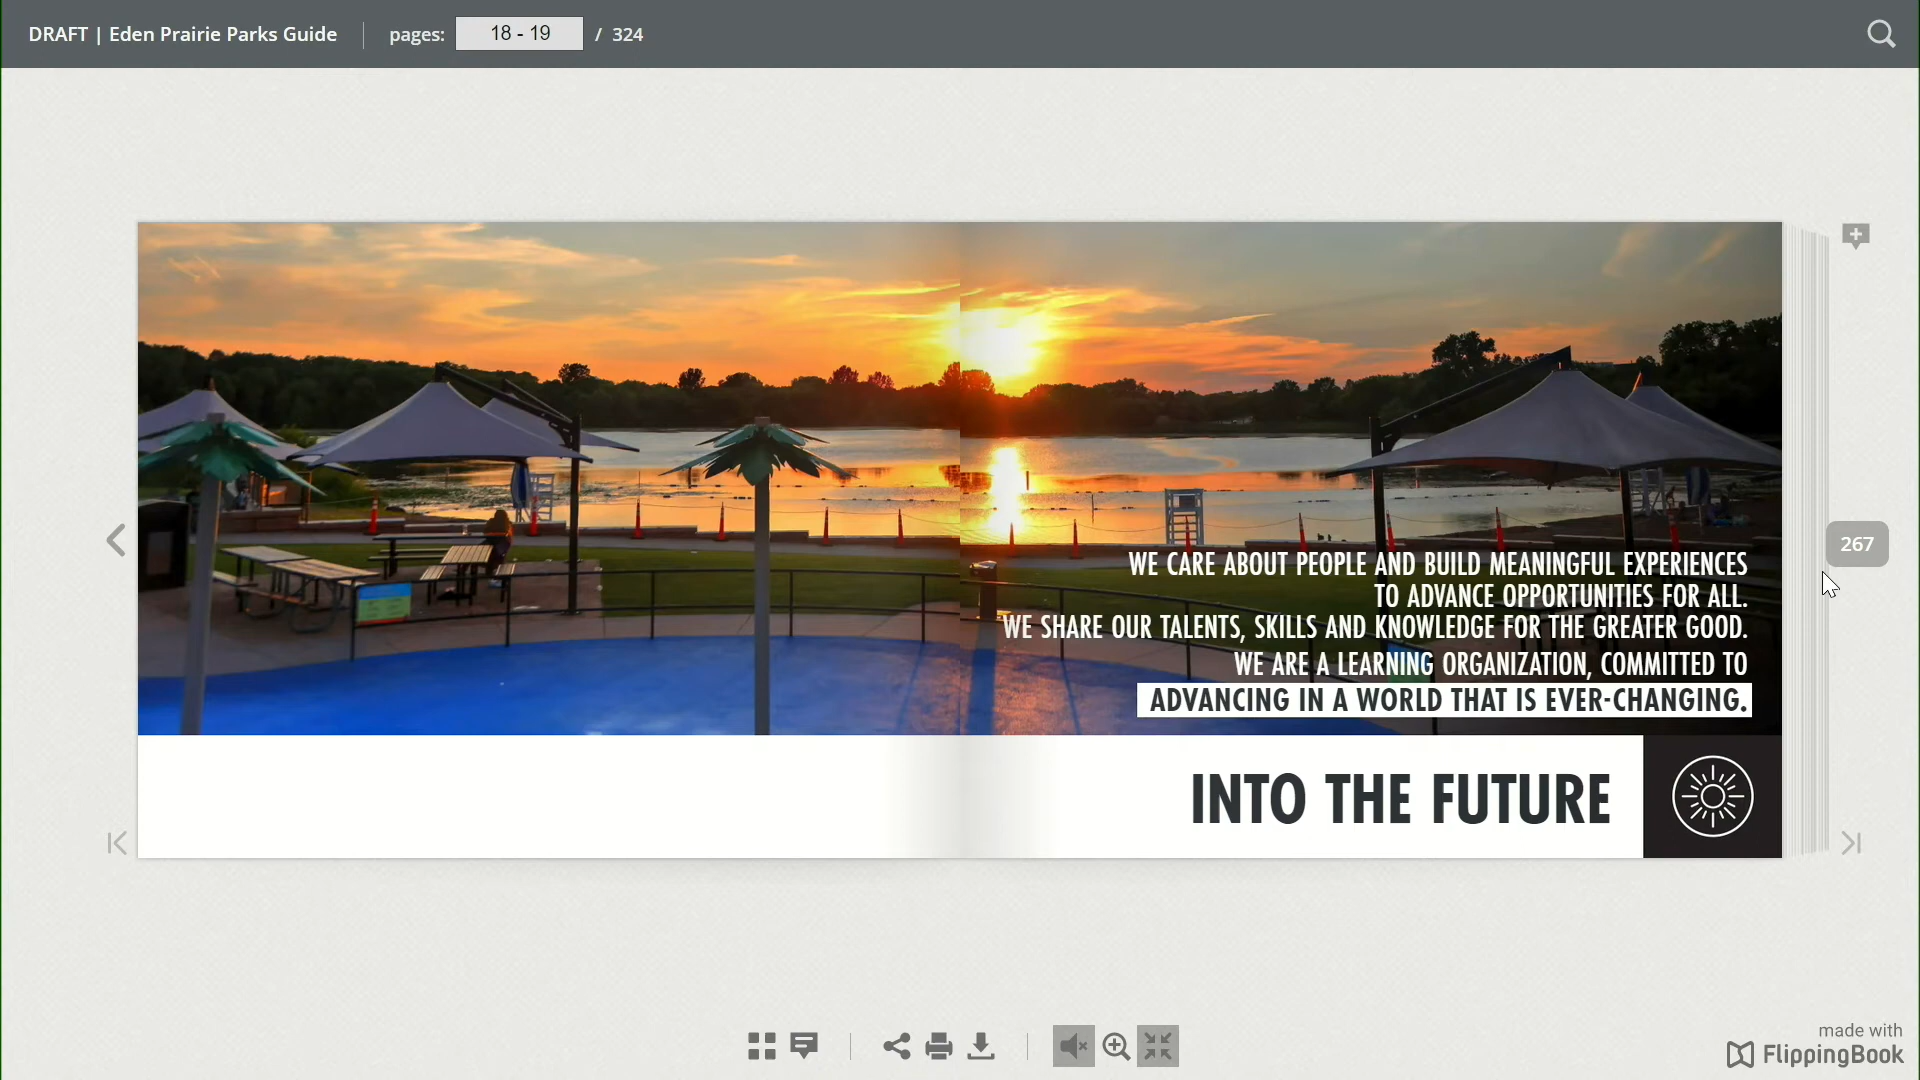 DRAFT | Eden Prairie Parks Guide
pages: 18 - 19 / 324
267
WE CARE ABOUT PEOPLE AND BUILD MEANINGFUL EXPERIENCES
TO ADVANCE OPPORTUNITIES FOR ALL.
WE SHARE OUR TALENTS, SKILLS AND KNOWLEDGE FOR THE GREATER GOOD.
WE ARE A LEARNING ORGANIZATION, COMMITTED TO
ADVANCING IN A WORLD THAT IS EVER-CHANGING.
INTO THE FUTURE
made with
FlippingBook